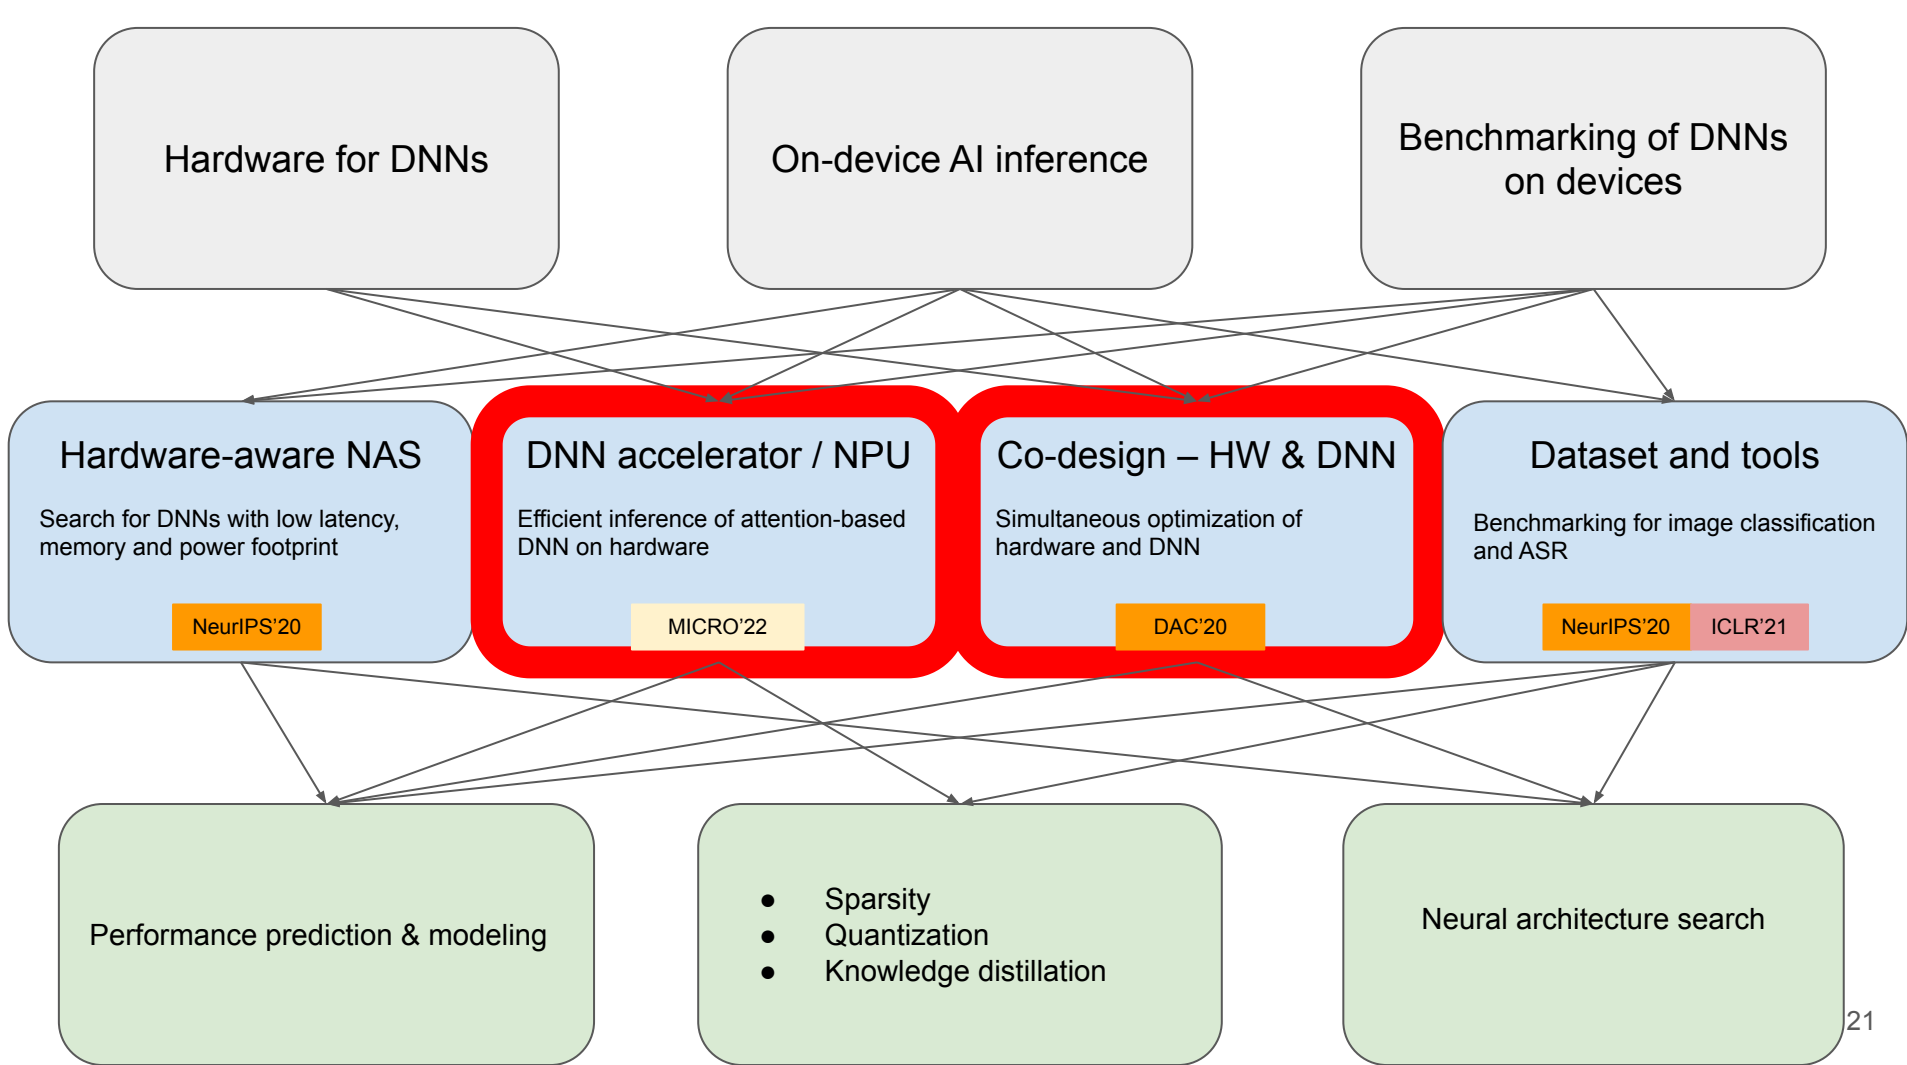 Hardware for DNNs
On-device AI inference
Benchmarking of DNNs
on devices
Hardware-aware NAS
Search for DNNs with low latency,
memory and power footprint
NeurIPS’20
DNN accelerator / NPU
Efficient inference of attention-based
DNN on hardware
MICRO’22
Co-design – HW & DNN
Simultaneous optimization of
hardware and DNN
DAC’20
Dataset and tools
Benchmarking for image classification
and ASR
NeurIPS’20
ICLR’21
Performance prediction & modeling
● Sparsity
● Quantization
● Knowledge distillation
Neural architecture search
21